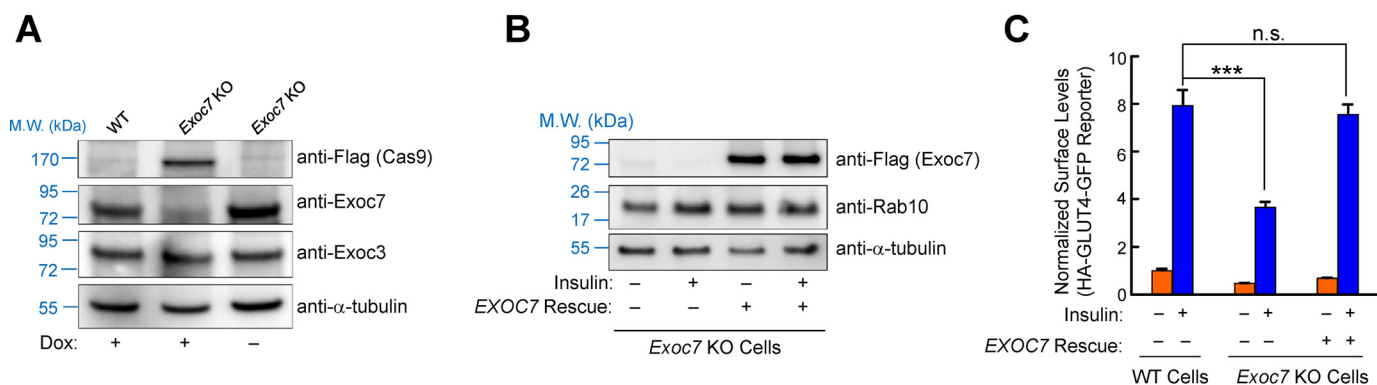 A
M.W. (kDa)
WT
Exoc7 KO
Exoc7 KO
170
anti-Flag (Cas9)
95
72
anti-Exoc7
95
72
anti-Exoc3
55
anti-α-tubulin
Dox: + + –
B
M.W. (kDa)
95
72
anti-Flag (Exoc7)
26
17
anti-Rab10
55
anti-α-tubulin
Insulin: – + – +
EXOC7 Rescue: – – + +
Exoc7 KO Cells
C
Normalized Surface Levels
(HA-GLUT4-GFP Reporter)
10
8
6
4
2
0
n.s.
***
Insulin: – + – + – +
EXOC7 Rescue: – – – – + +
WT Cells Exoc7 KO Cells